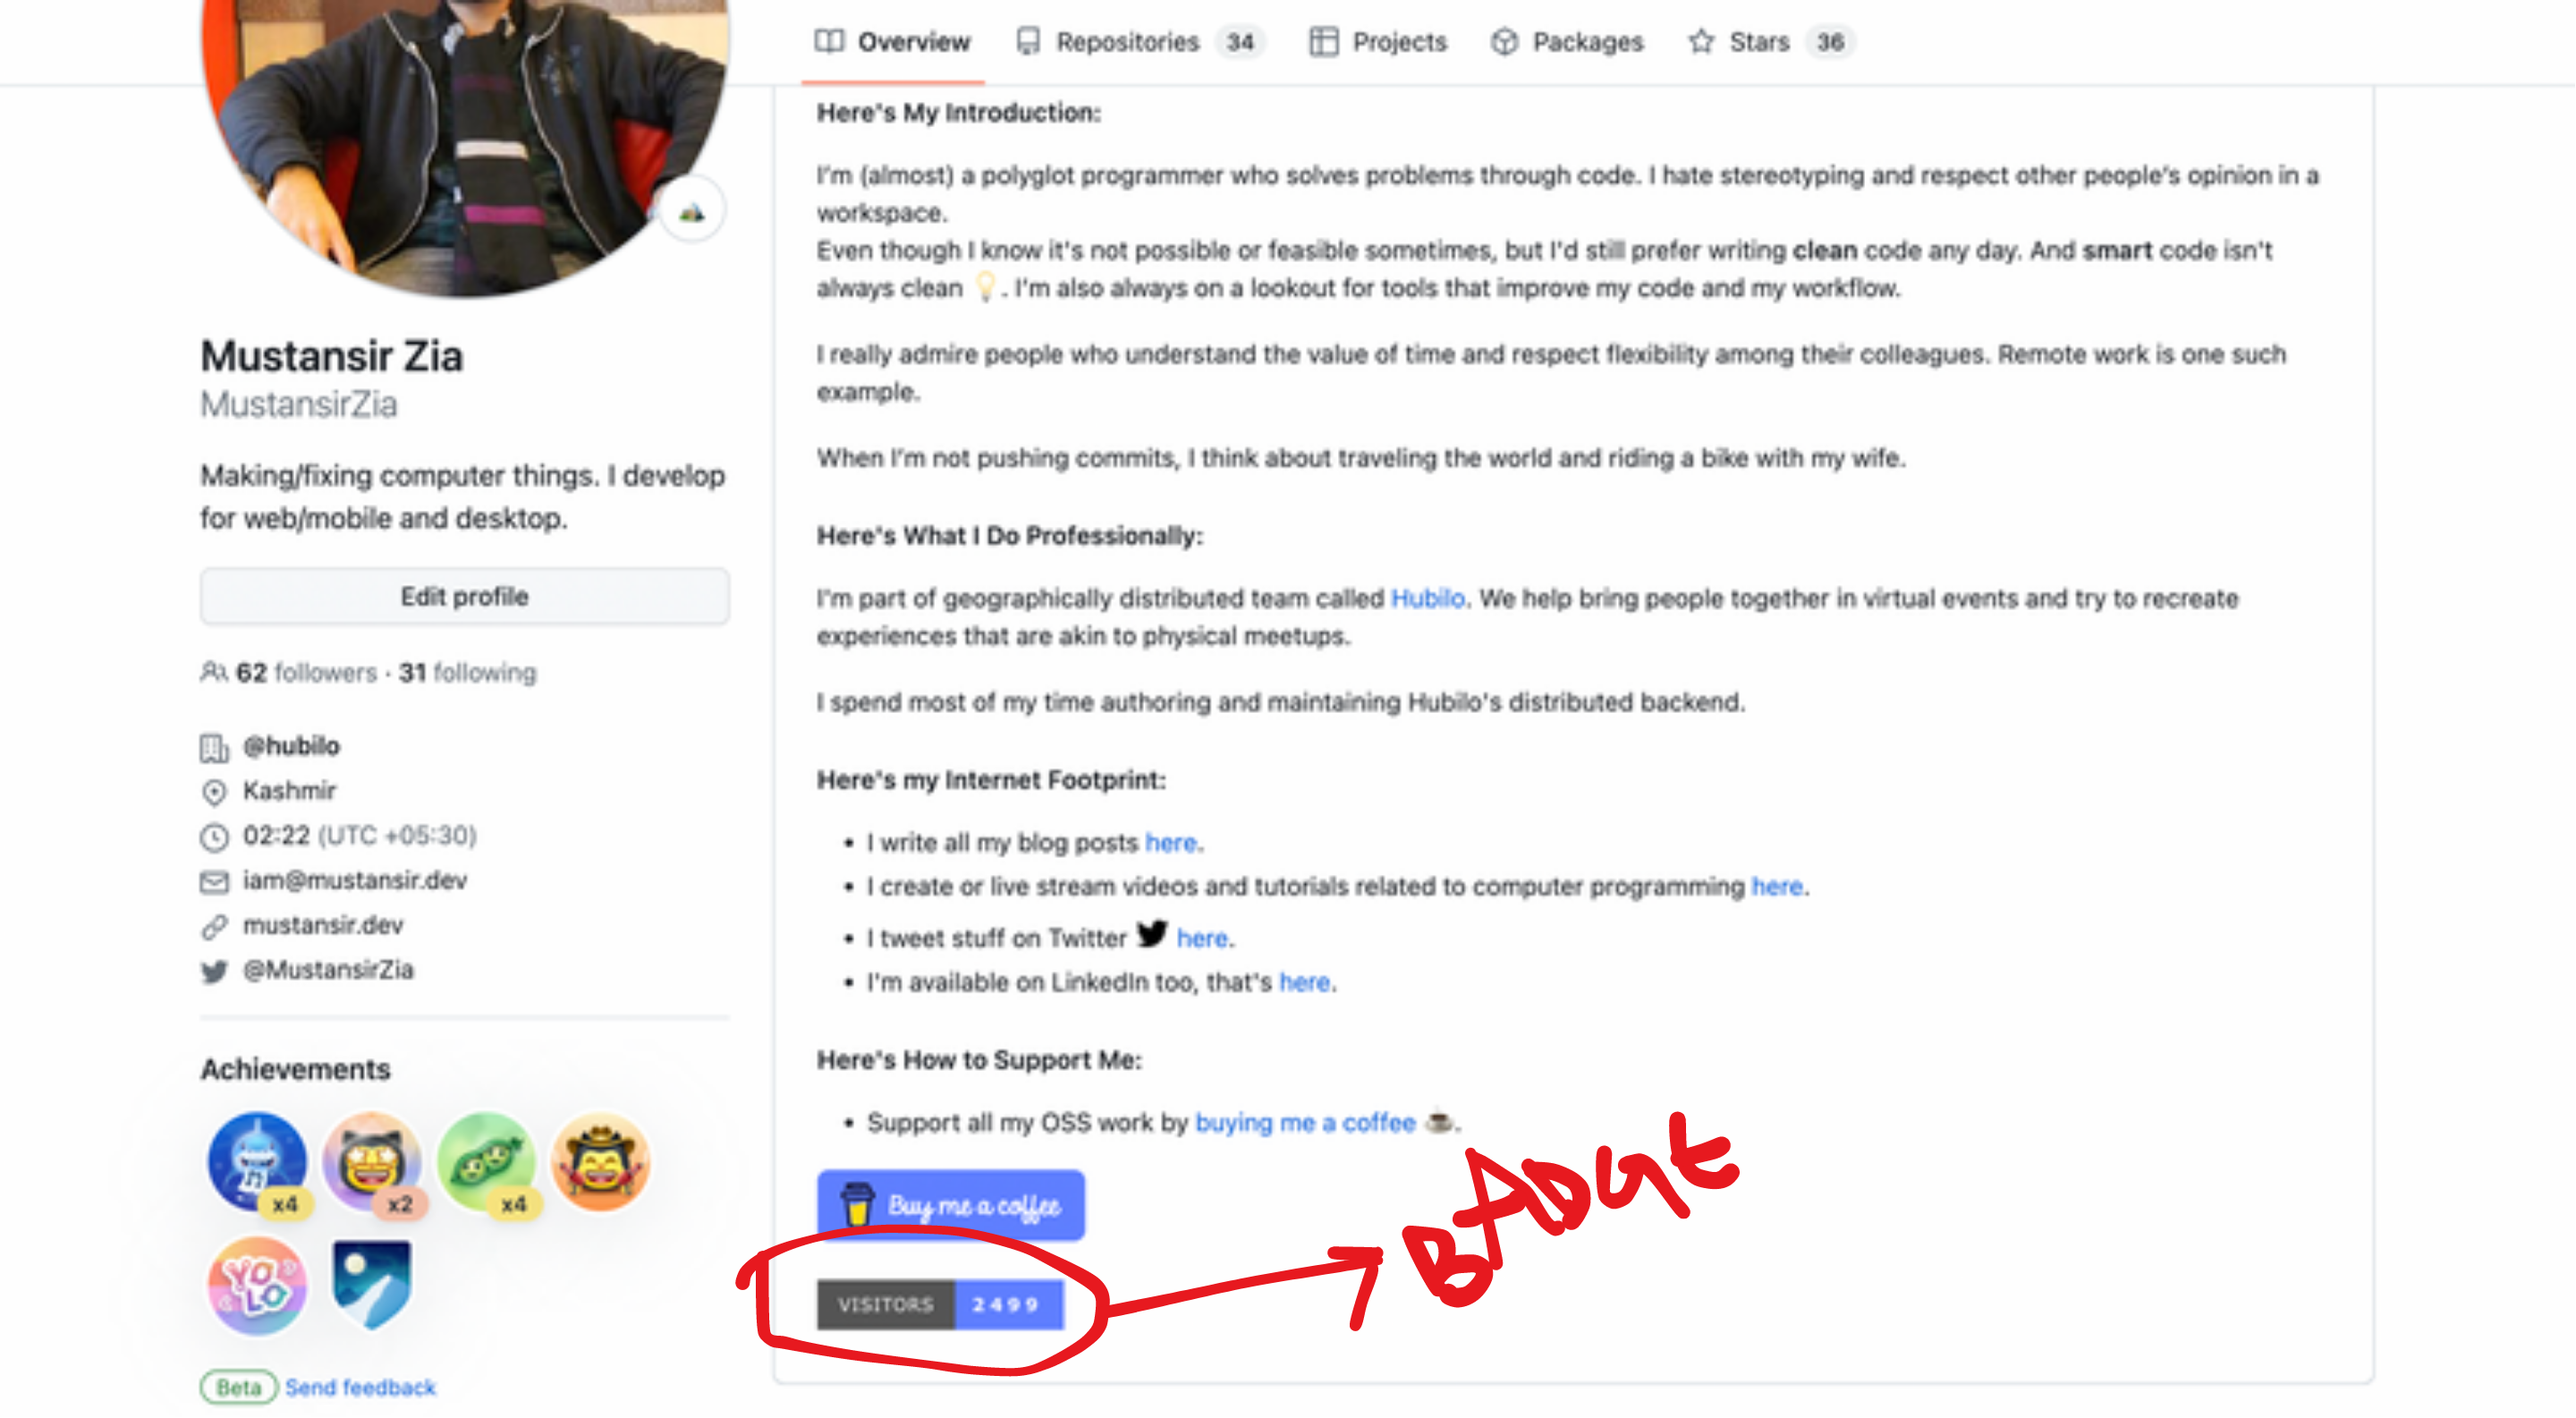 Overview Repositories 34 Projects Packages Stars 36
Mustansir Zia
MustansirZia
Making/fixing computer things. I develop
for web/mobile and desktop.
Edit profile
62 followers · 31 following
@hubilo
Kashmir
02:22 (UTC +05:30)
iam@mustansir.dev
mustansir.dev
@MustansirZia
Achievements
x4 x2 x4
YOLO
Beta Send feedback
Here's My Introduction:
I'm (almost) a polyglot programmer who solves problems through code. I hate stereotyping and respect other people's opinion in a
workspace.
Even though I know it's not possible or feasible sometimes, but I'd still prefer writing clean code any day. And smart code isn't
always clean 💡. I'm also always on a lookout for tools that improve my code and my workflow.
I really admire people who understand the value of time and respect flexibility among their colleagues. Remote work is one such
example.
When I'm not pushing commits, I think about traveling the world and riding a bike with my wife.
Here's What I Do Professionally:
I'm part of geographically distributed team called Hubilo. We help bring people together in virtual events and try to recreate
experiences that are akin to physical meetups.
I spend most of my time authoring and maintaining Hubilo's distributed backend.
Here's my Internet Footprint:
• I write all my blog posts here.
• I create or live stream videos and tutorials related to computer programming here.
• I tweet stuff on Twitter here.
• I'm available on LinkedIn too, that's here.
Here's How to Support Me:
• Support all my OSS work by buying me a coffee ☕.
Buy me a coffee
VISITORS 2499
BADGE